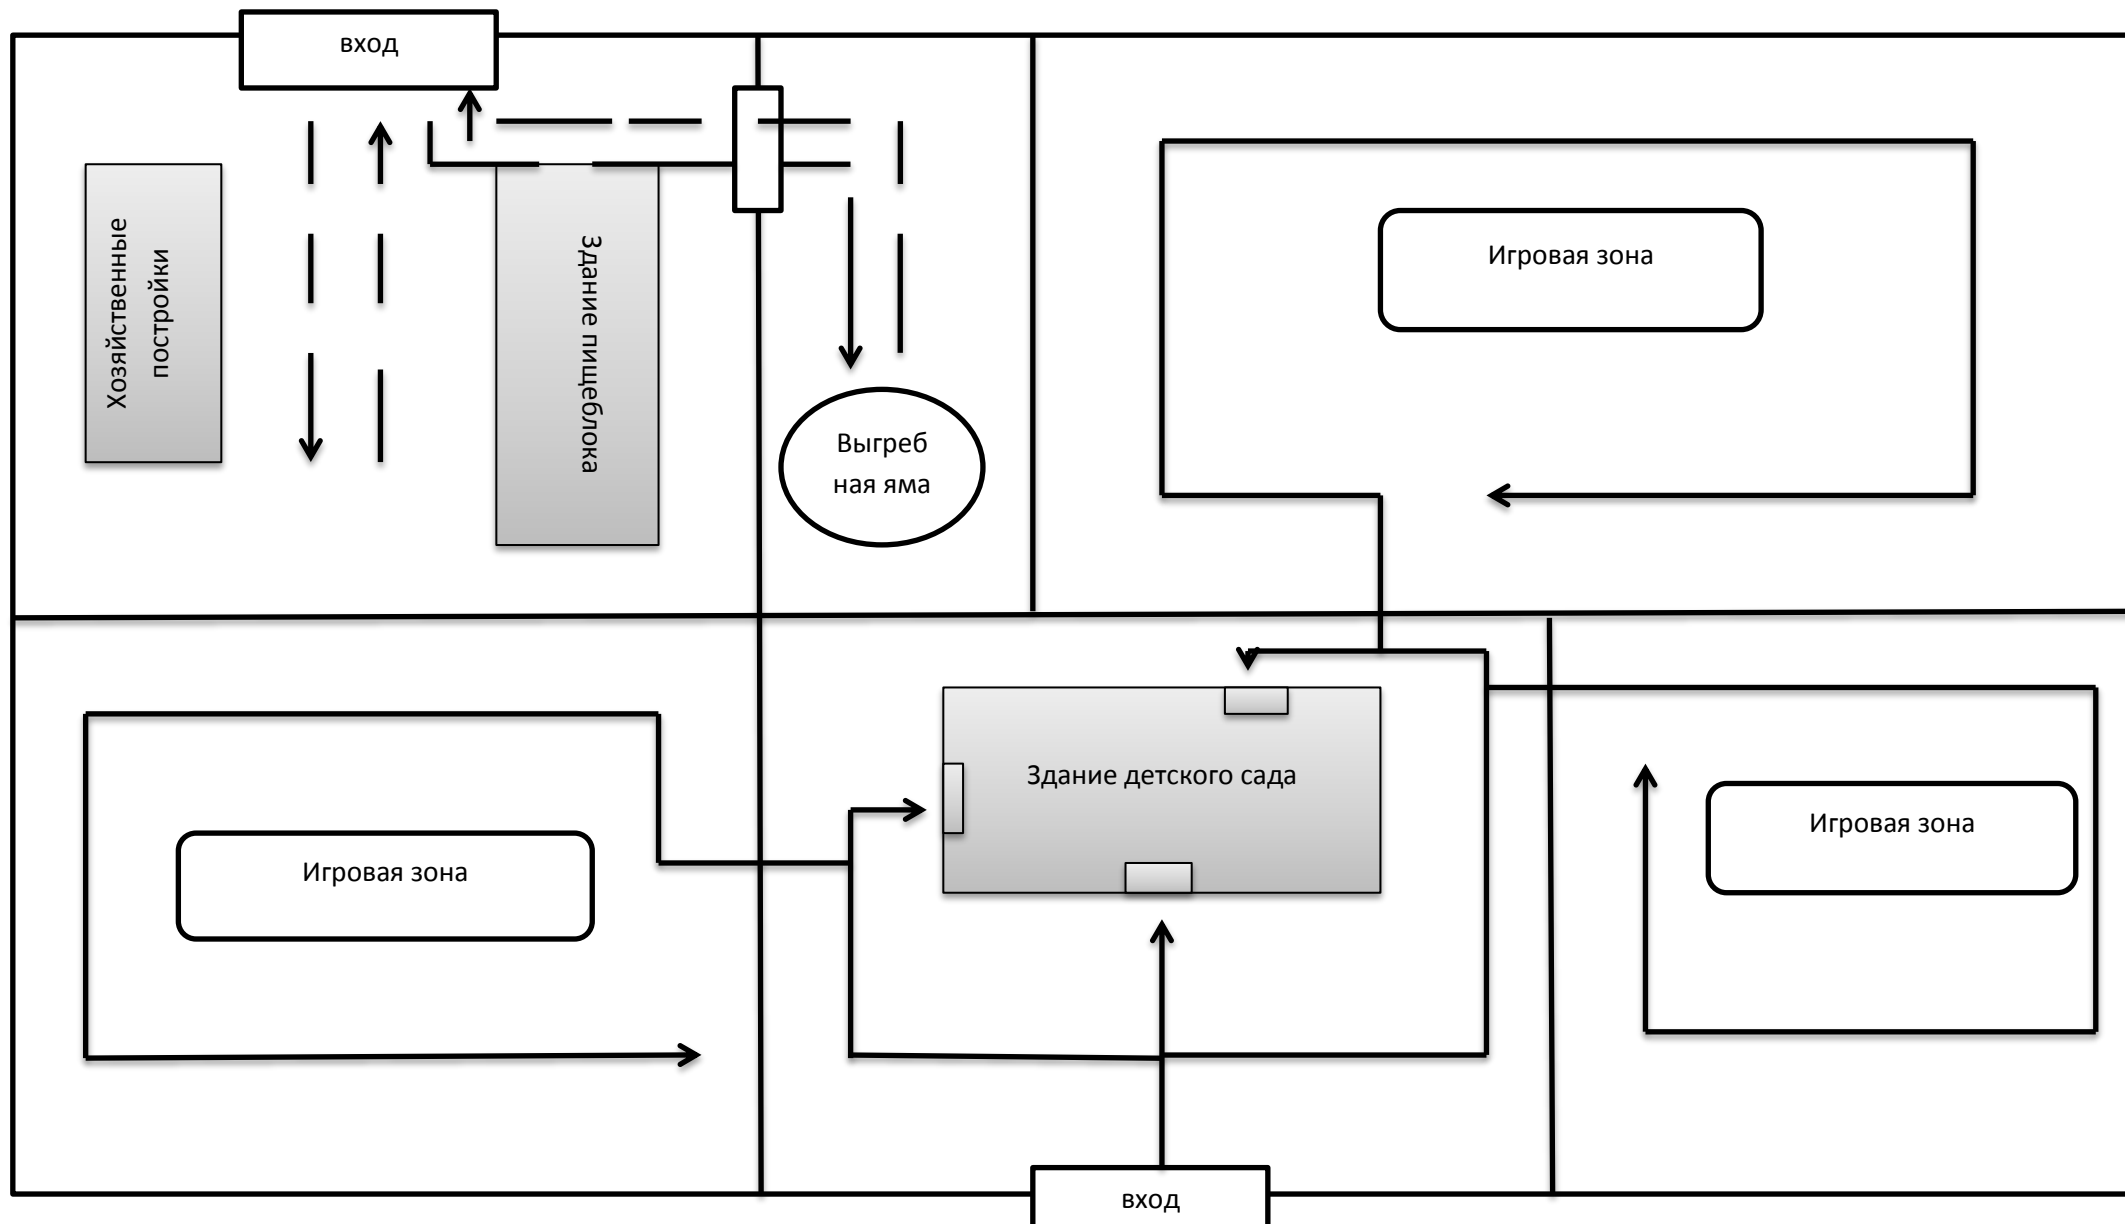 вход
Хозяйственные
постройки
Здание пищеблока
Выгреб
ная яма
Игровая зона
Здание детского сада
Игровая зона
Игровая зона
вход